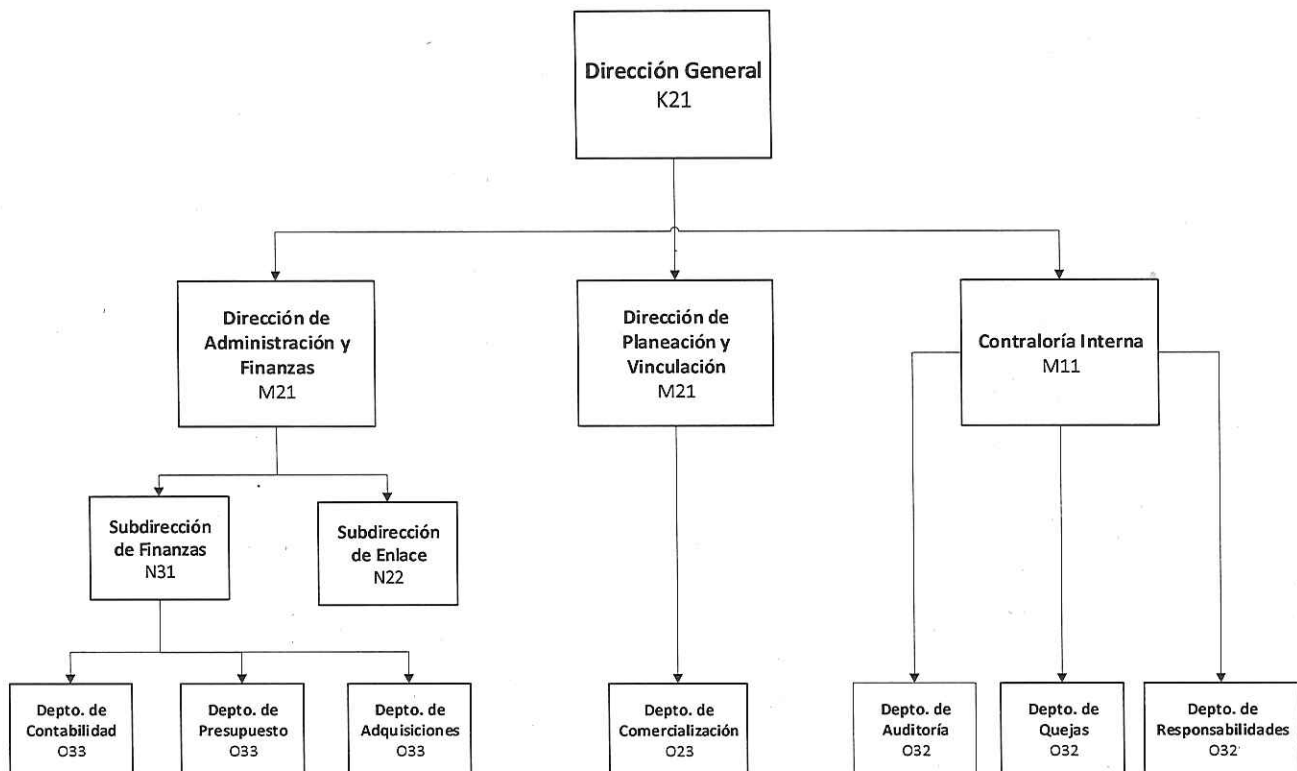 Dirección General
K21
Dirección de
Administración y
Finanzas
M21
Dirección de
Planeación y
Vinculación
M21
Contraloría Interna
M11
Subdirección
de Finanzas
N31
Subdirección
de Enlace
N22
Depto. de
Contabilidad
O33
Depto. de
Presupuesto
O33
Depto. de
Adquisiciones
O33
Depto. de
Comercialización
O23
Depto. de
Auditoría
O32
Depto. de
Quejas
O32
Depto. de
Responsabilidades
O32